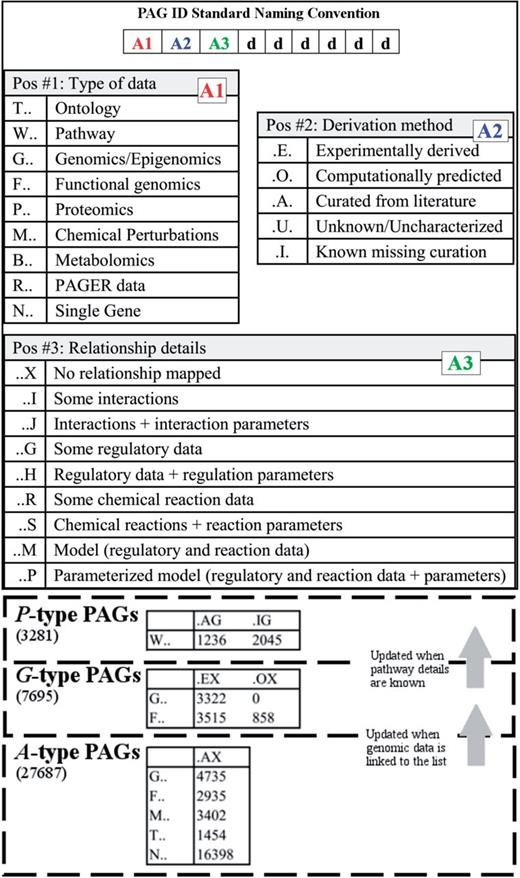 PAG ID Standard Naming Convention
A1 A2 A3 d d d d d d
Pos #1: Type of data A1
T.. Ontology
W.. Pathway
G.. Genomics/Epigenomics
F.. Functional genomics
P.. Proteomics
M.. Chemical Perturbations
B.. Metabolomics
R.. PAGER data
N.. Single Gene
Pos #2: Derivation method A2
.E. Experimentally derived
.O. Computationally predicted
.A. Curated from literature
.U. Unknown/Uncharacterized
.I. Known missing curation
Pos #3: Relationship details A3
..X No relationship mapped
..I Some interactions
..J Interactions + interaction parameters
..G Some regulatory data
..H Regulatory data + regulation parameters
..R Some chemical reaction data
..S Chemical reactions + reaction parameters
..M Model (regulatory and reaction data)
..P Parameterized model (regulatory and reaction data + parameters)
P-type PAGs
(3281)
.AG .IG
W.. 1236 2045
Updated when
pathway details
are known
G-type PAGs
(7695)
.EX .OX
G.. 3322 0
F.. 3515 858
Updated when
genomic data is
linked to the list
A-type PAGs
(27687)
.AX
G.. 4735
F.. 2935
M.. 3402
T.. 1454
N.. 16398